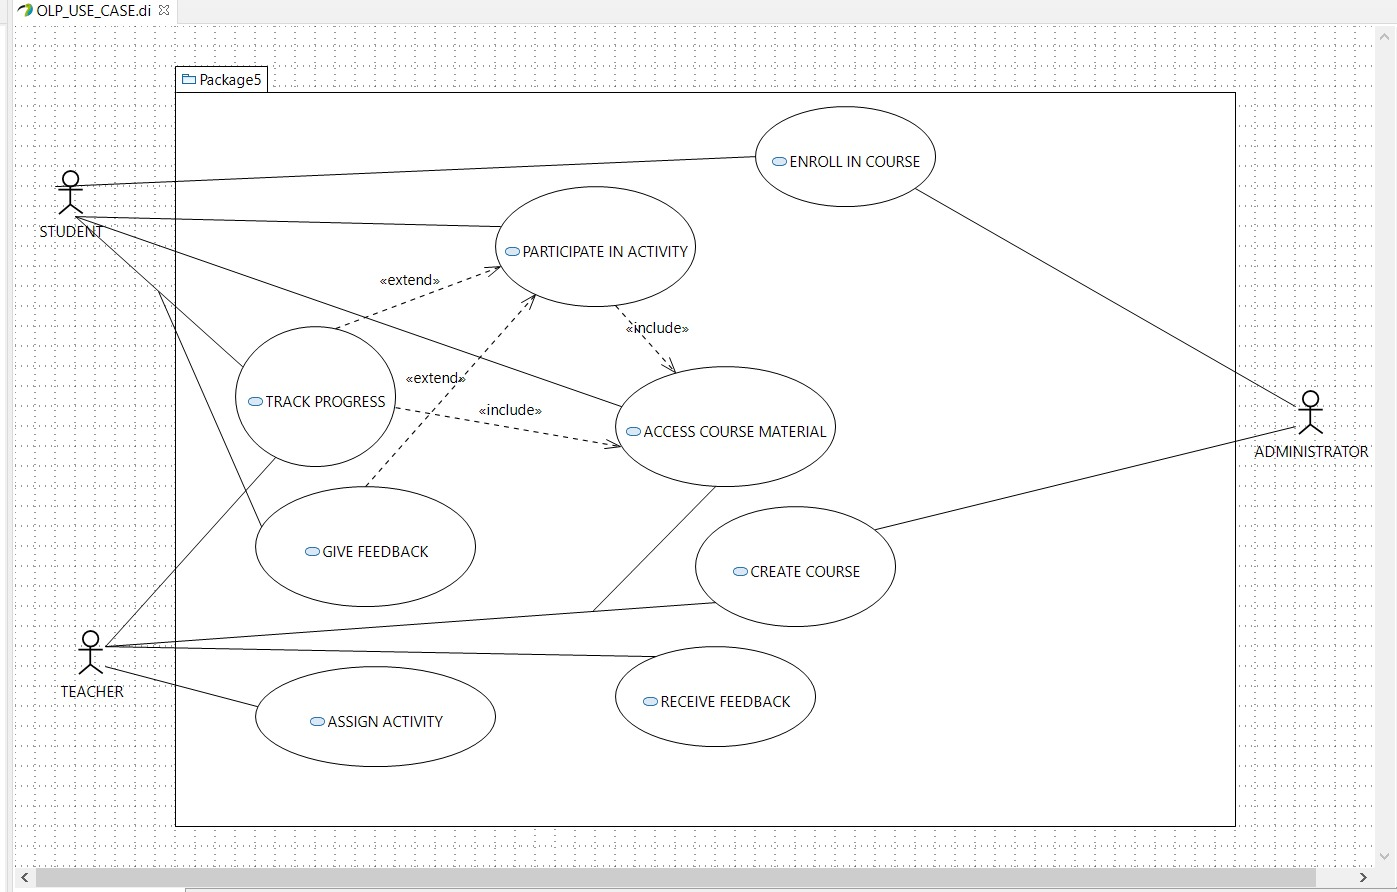 OLP_USE_CASE.di
Package5
ENROLL IN COURSE
STUDENT
PARTICIPATE IN ACTIVITY
«extend»
«include»
«extend»
TRACK PROGRESS
«include»
ACCESS COURSE MATERIAL
ADMINISTRATOR
GIVE FEEDBACK
CREATE COURSE
TEACHER
RECEIVE FEEDBACK
ASSIGN ACTIVITY